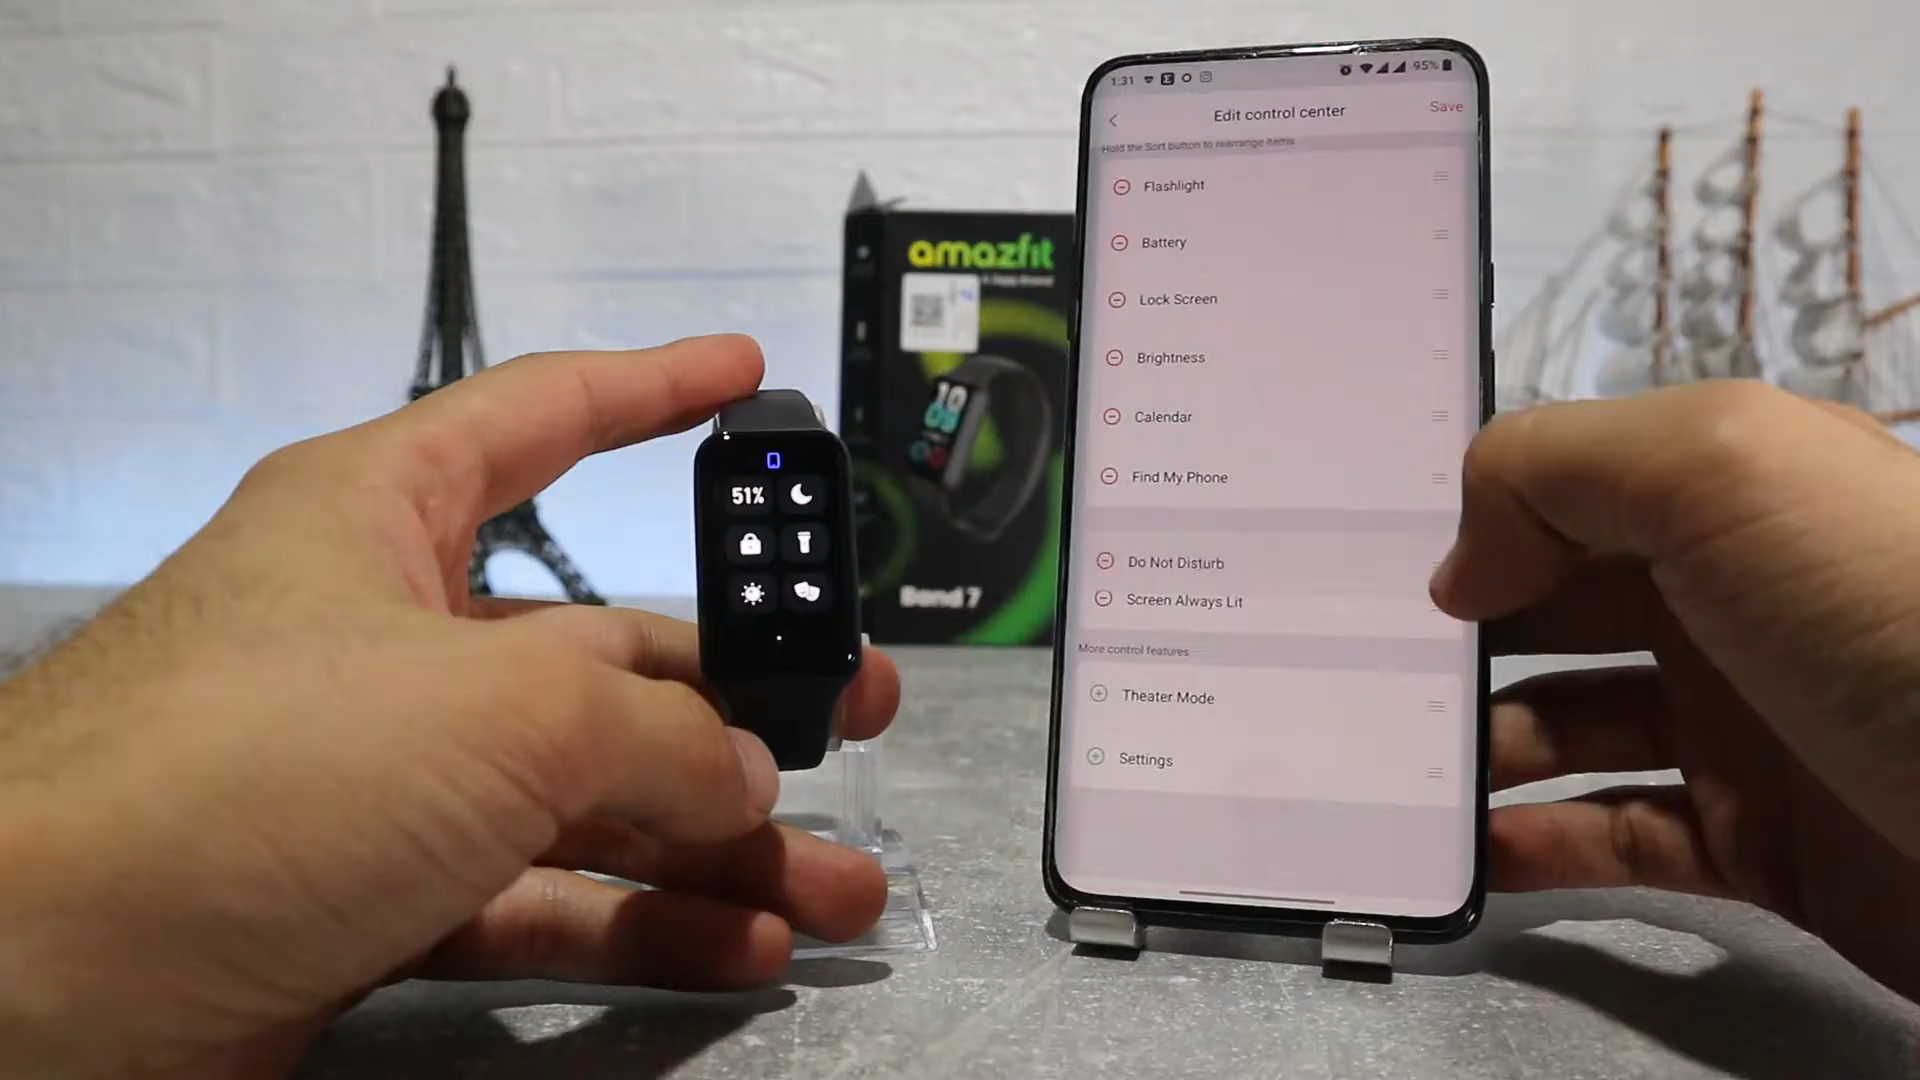 1:31
95%
Edit control center
Save
Hold the Sort button to rearrange items
Flashlight
Battery
Lock Screen
Brightness
Calendar
Find My Phone
Do Not Disturb
Screen Always Lit
More control features
Theater Mode
Settings
51%
amazfit
10
09
Band 7